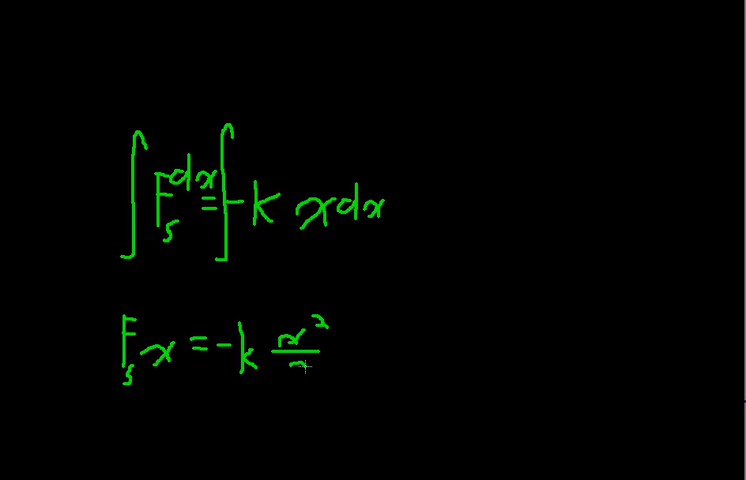 ∫ F_s dx = ∫ -k x dx
F_s x = -k x²/2